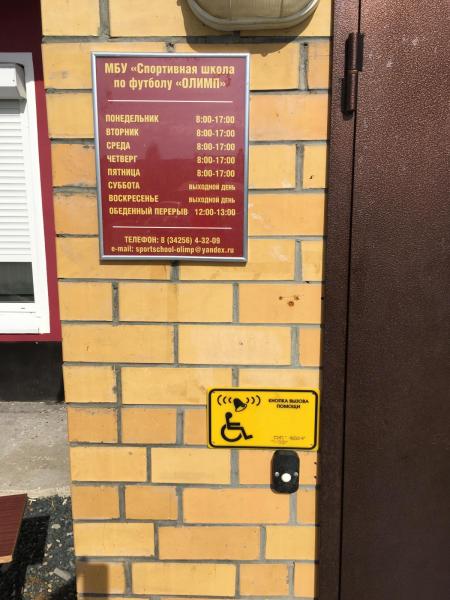 МБУ «Спортивная школа
по футболу «ОЛИМП»
ПОНЕДЕЛЬНИК 8:00-17:00
ВТОРНИК 8:00-17:00
СРЕДА 8:00-17:00
ЧЕТВЕРГ 8:00-17:00
ПЯТНИЦА 8:00-17:00
СУББОТА ВЫХОДНОЙ ДЕНЬ
ВОСКРЕСЕНЬЕ ВЫХОДНОЙ ДЕНЬ
ОБЕДЕННЫЙ ПЕРЕРЫВ 12:00-13:00
ТЕЛЕФОН: 8 (34256) 4-32-09
e-mail: sportschool-olimp@yandex.ru
КНОПКА ВЫЗОВА
ПОМОЩИ